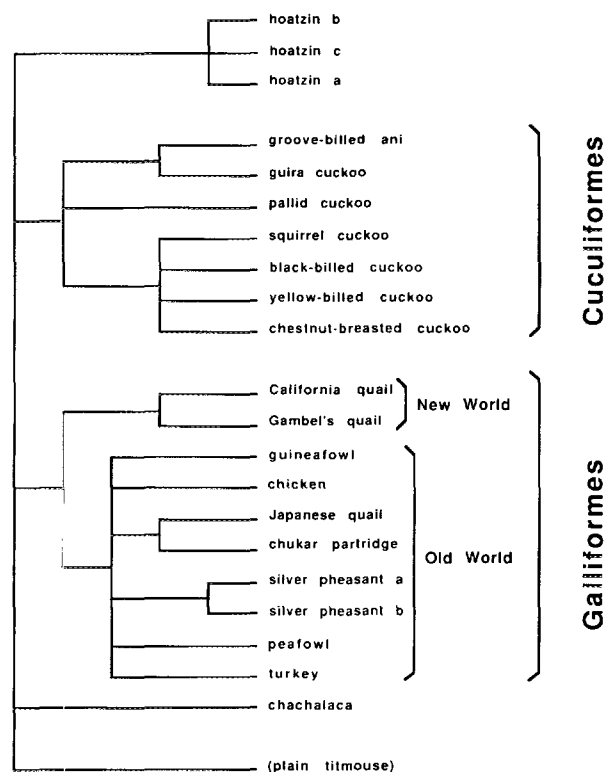 hoatzin b
hoatzin c
hoatzin a
groove-billed ani
guira cuckoo
pallid cuckoo
squirrel cuckoo
black-billed cuckoo
yellow-billed cuckoo
chestnut-breasted cuckoo
Cuculiformes
California quail
Gambel's quail
New World
guineafowl
chicken
Japanese quail
chukar partridge
silver pheasant a
silver pheasant b
peafowl
turkey
Old World
Galliformes
chachalaca
(plain titmouse)